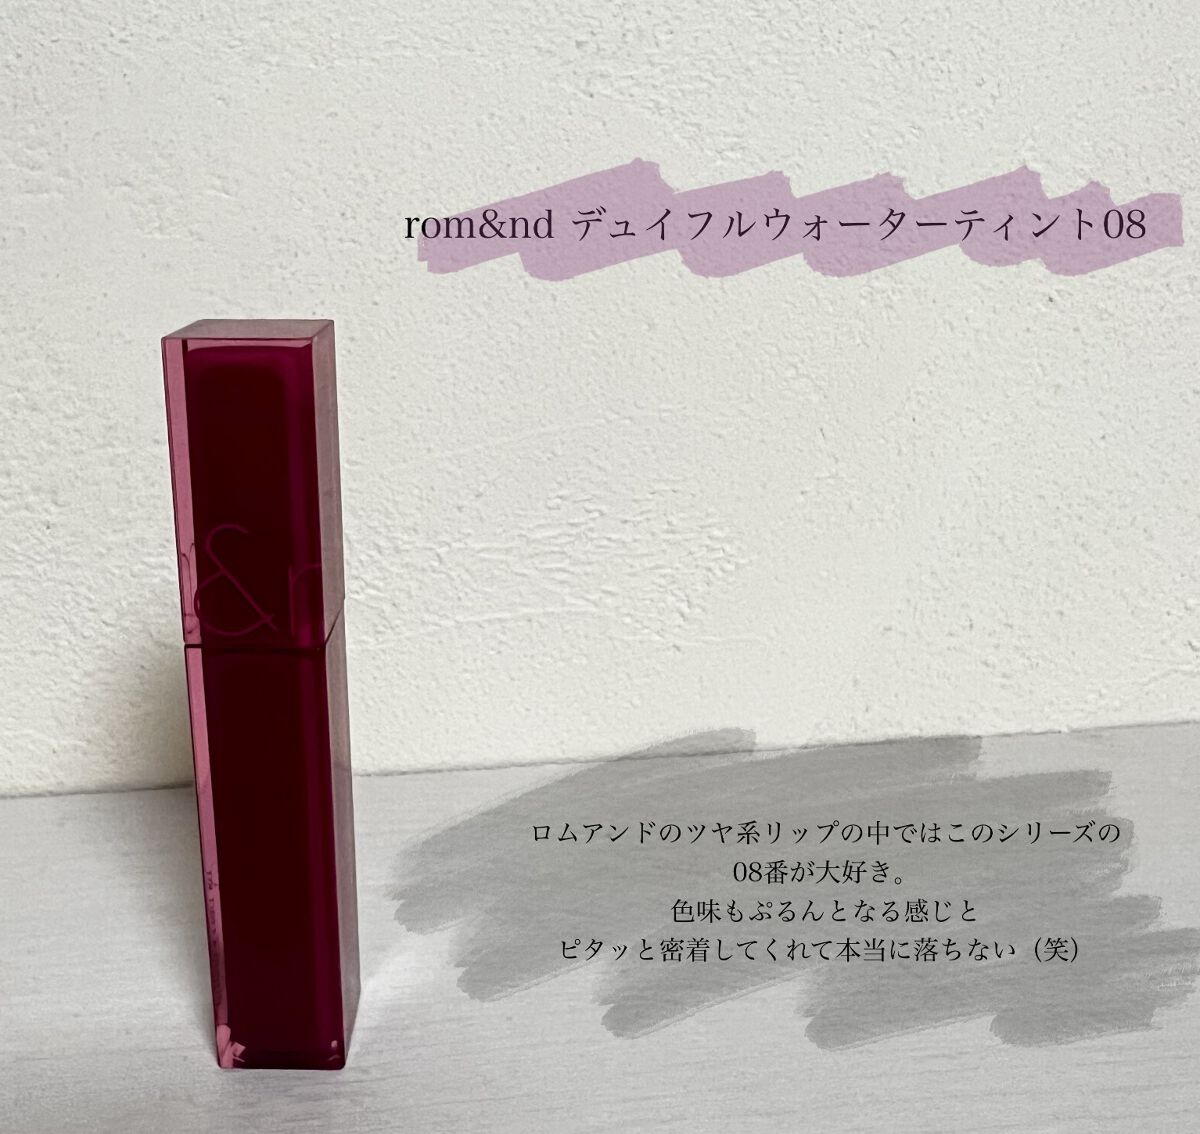 rom&nd デュイフルウォーターティント08
&r
ロムアンドのツヤ系リップの中ではこのシリーズの
08番が大好き。
色味もぷるんとなる感じと
ピタッと密着してくれて本当に落ちない（笑）